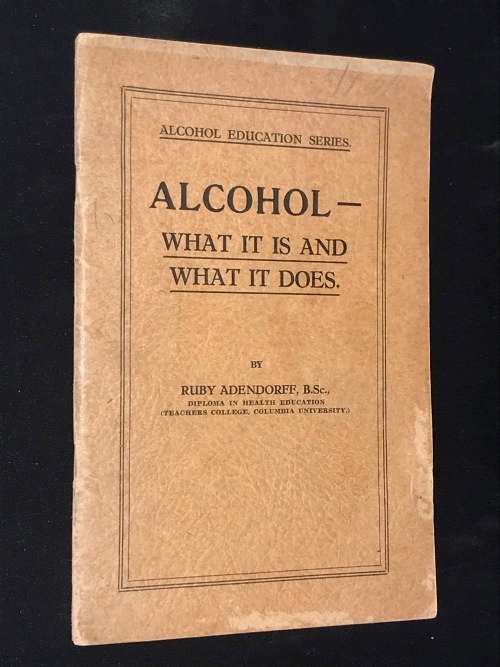 ALCOHOL EDUCATION SERIES.
ALCOHOL—
WHAT IT IS AND
WHAT IT DOES.
BY
RUBY ADENDORFF, B.Sc.,
DIPLOMA IN HEALTH EDUCATION
(TEACHERS COLLEGE, COLUMBIA UNIVERSITY.)